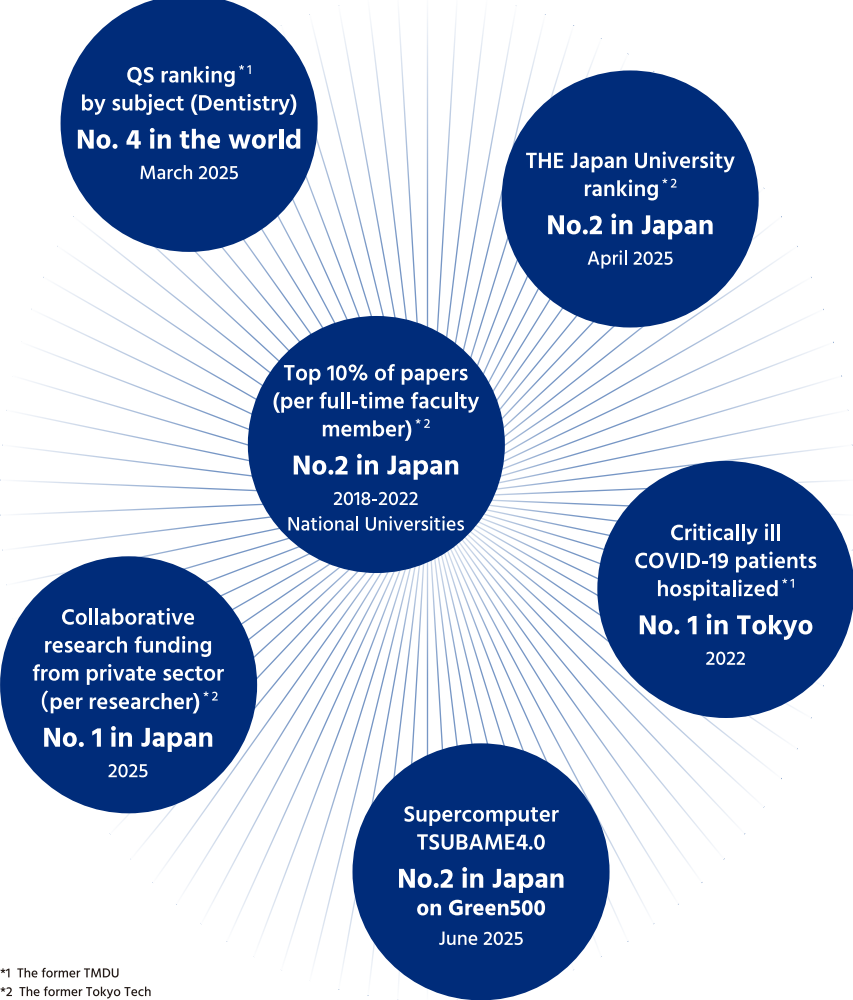 QS ranking*1
by subject (Dentistry)
No. 4 in the world
March 2025
THE Japan University
ranking*2
No.2 in Japan
April 2025
Top 10% of papers
(per full-time faculty
member)*2
No.2 in Japan
2018-2022
National Universities
Critically ill
COVID-19 patients
hospitalized*1
No. 1 in Tokyo
2022
Collaborative
research funding
from private sector
(per researcher)*2
No. 1 in Japan
2025
Supercomputer
TSUBAME4.0
No.2 in Japan
on Green500
June 2025
*1 The former TMDU
*2 The former Tokyo Tech